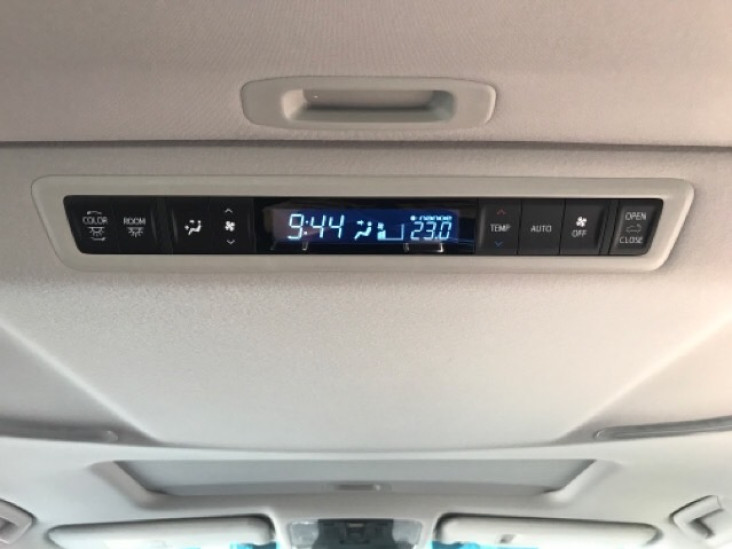 COLOR
ROOM
9:44
nanoe
23.0
TEMP
AUTO
OFF
OPEN
CLOSE